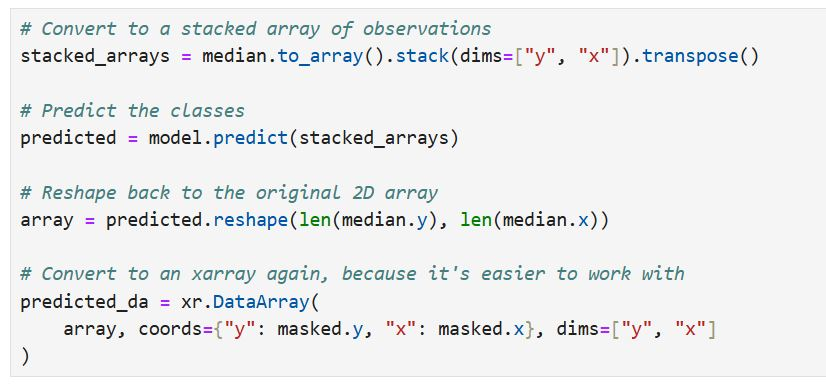 # Convert to a stacked array of observations
stacked_arrays = median.to_array().stack(dims=["y", "x"]).transpose()
# Predict the classes
predicted = model.predict(stacked_arrays)
# Reshape back to the original 2D array
array = predicted.reshape(len(median.y), len(median.x))
# Convert to an xarray again, because it's easier to work with
predicted_da = xr.DataArray(
    array, coords={"y": masked.y, "x": masked.x}, dims=["y", "x"]
)